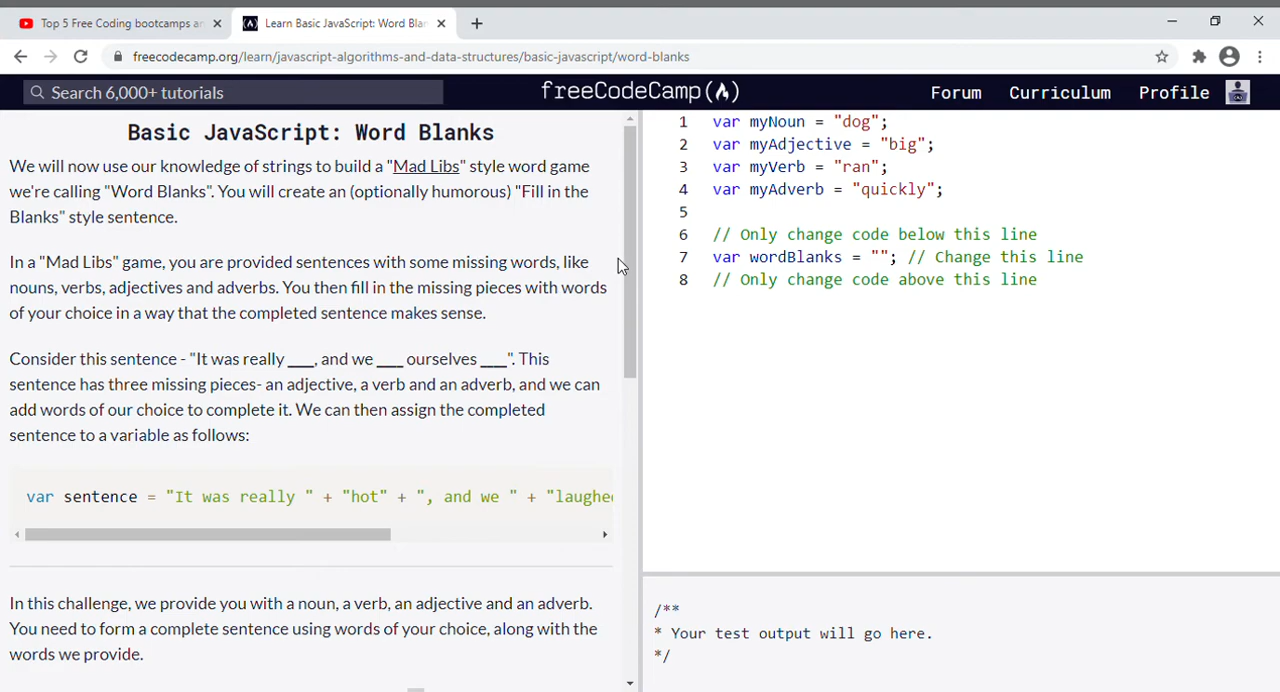 Top 5 Free Coding bootcamps an
Learn Basic JavaScript: Word Blan
freecodecamp.org/learn/javascript-algorithms-and-data-structures/basic-javascript/word-blanks
Search 6,000+ tutorials
freeCodeCamp
Forum
Curriculum
Profile
Basic JavaScript: Word Blanks
We will now use our knowledge of strings to build a "Mad Libs" style word game
we're calling "Word Blanks". You will create an (optionally humorous) "Fill in the
Blanks" style sentence.
In a "Mad Libs" game, you are provided sentences with some missing words, like
nouns, verbs, adjectives and adverbs. You then fill in the missing pieces with words
of your choice in a way that the completed sentence makes sense.
Consider this sentence - "It was really ____, and we ____ ourselves ____". This
sentence has three missing pieces- an adjective, a verb and an adverb, and we can
add words of our choice to complete it. We can then assign the completed
sentence to a variable as follows:
var sentence = "It was really " + "hot" + ", and we " + "laughed
In this challenge, we provide you with a noun, a verb, an adjective and an adverb.
You need to form a complete sentence using words of your choice, along with the
words we provide.
1 var myNoun = "dog";
2 var myAdjective = "big";
3 var myVerb = "ran";
4 var myAdverb = "quickly";
5
6 // Only change code below this line
7 var wordBlanks = ""; // Change this line
8 // Only change code above this line
/**
* Your test output will go here.
*/